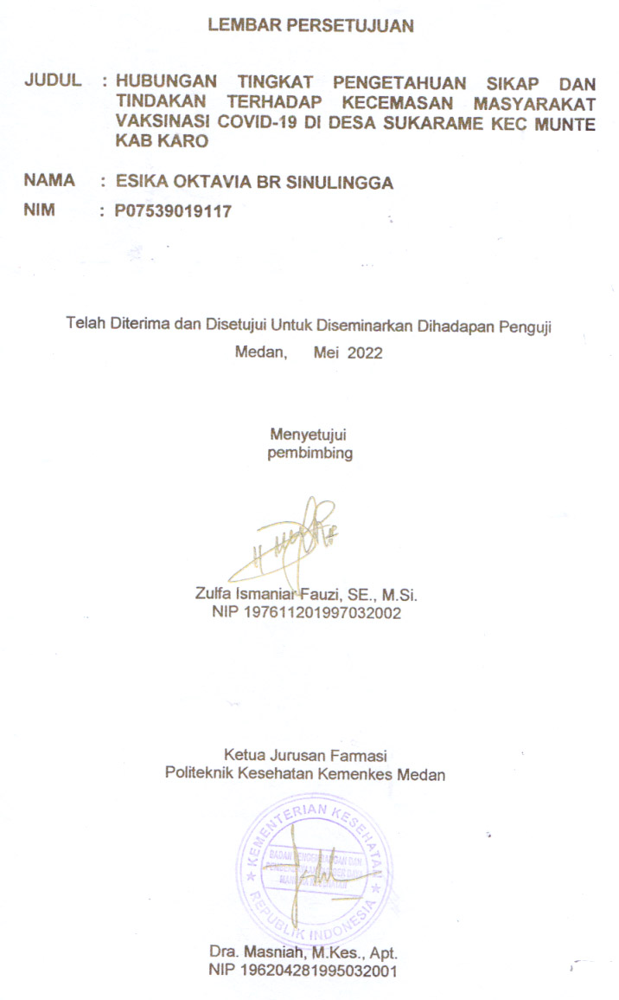 LEMBAR PERSETUJUAN
JUDUL : HUBUNGAN TINGKAT PENGETAHUAN SIKAP DAN
TINDAKAN TERHADAP KECEMASAN MASYARAKAT
VAKSINASI COVID-19 DI DESA SUKARAME KEC MUNTE
KAB KARO
NAMA : ESIKA OKTAVIA BR SINULINGGA
NIM : P07539019117
Telah Diterima dan Disetujui Untuk Diseminarkan Dihadapan Penguji
Medan, Mei 2022
Menyetujui
pembimbing
Zulfa Ismaniar Fauzi, SE., M.Si.
NIP 197611201997032002
Ketua Jurusan Farmasi
Politeknik Kesehatan Kemenkes Medan
KEMENTERIAN KESEHATAN
BADAN PENGEMBANGAN DAN
PEMBERDAYAAN SUMBER DAYA
MANUSIA KESEHATAN
REPUBLIK INDONESIA
Dra. Masniah, M.Kes., Apt.
NIP 196204281995032001